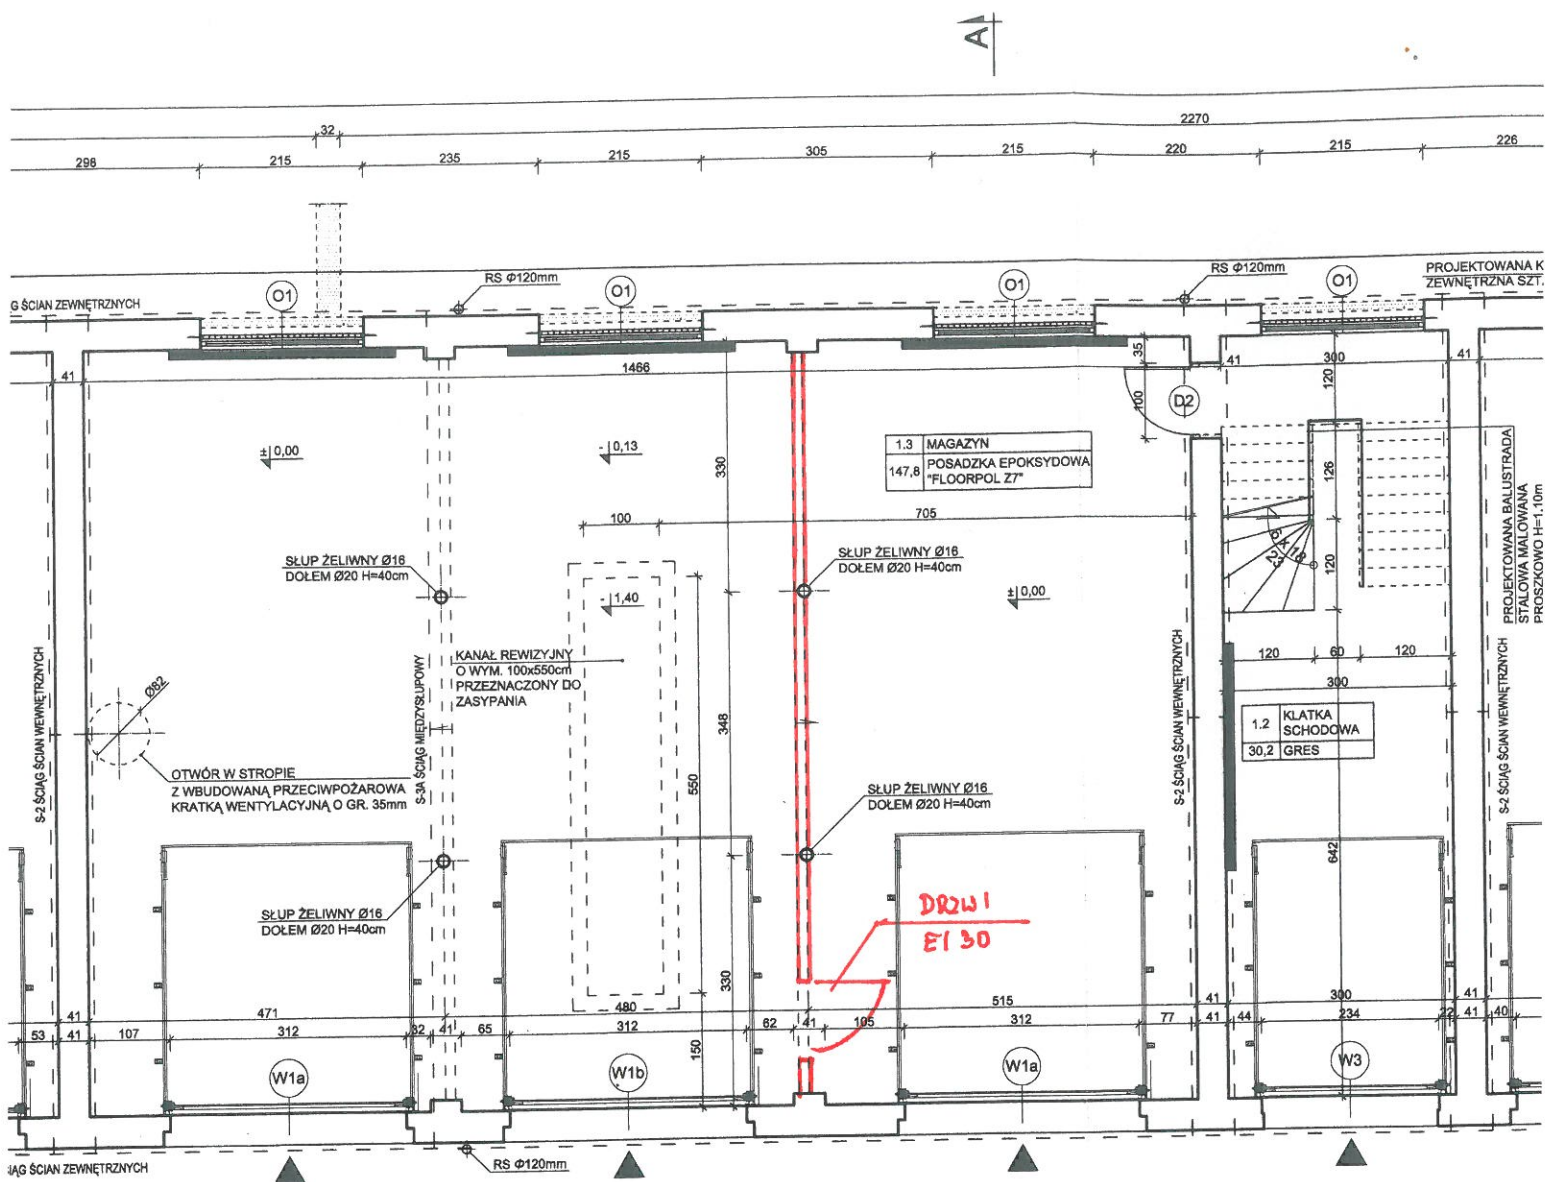 A
32
2270
298
215
235
215
305
215
220
215
226
RS Φ120mm
RS Φ120mm
PROJEKTOWANA K
ZEWNĘTRZNA SZT.
G ŚCIAN ZEWNĘTRZNYCH
O1
O1
O1
O1
41
1466
35
41
300
41
100
D2
120
±0,00
- 0,13
330
1.3 MAGAZYN
147,8 POSADZKA EPOKSYDOWA
"FLOORPOL Z7"
126
100
705
PROJEKTOWANA BALUSTRADA
STALOWA MALOWANA
PROSZKOWO H=1,10m
SŁUP ŻELIWNY Ø16
DOŁEM Ø20 H=40cm
SŁUP ŻELIWNY Ø16
DOŁEM Ø20 H=40cm
6 x 18
23
120
- 1,40
±0,00
KANAŁ REWIZYJNY
O WYM. 100x550cm
PRZEZNACZONY DO
ZASYPANIA
120
60
120
300
S-2 ŚCIĄG ŚCIAN WEWNĘTRZNYCH
S-3A ŚCIĄG MIĘDZYSŁUPOWY
S-2 ŚCIĄG ŚCIAN WEWNĘTRZNYCH
S-2 ŚCIĄG ŚCIAN WEWNĘTRZNYCH
Ø82
348
1.2 KLATKA
SCHODOWA
30,2 GRES
OTWÓR W STROPIE
Z WBUDOWANĄ PRZECIWPOŻAROWA
KRATKĄ WENTYLACYJNĄ O GR. 35mm
550
SŁUP ŻELIWNY Ø16
DOŁEM Ø20 H=40cm
642
SŁUP ŻELIWNY Ø16
DOŁEM Ø20 H=40cm
DRZWI
EI 30
330
41
471
480
515
41
300
41
53
41
107
312
32
41
65
312
62
41
105
312
77
41
44
234
22
41
40
150
W1a
W1b
W1a
W3
RS Φ120mm
IĄG ŚCIAN ZEWNĘTRZNYCH